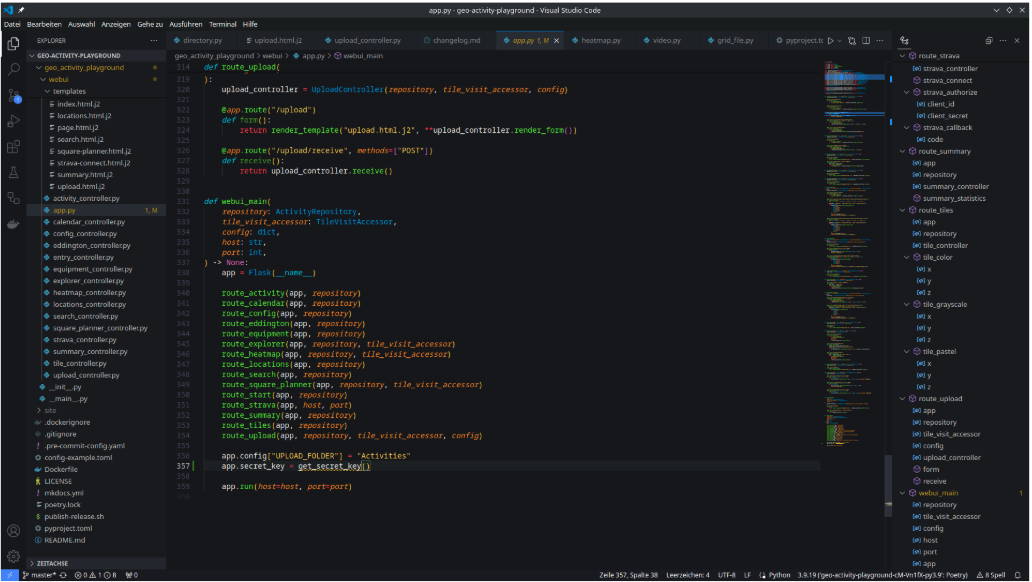 app.py - geo-activity-playground - Visual Studio Code
Datei Bearbeiten Auswahl Anzeigen Gehe zu Ausführen Terminal Hilfe
EXPLORER
GEO-ACTIVITY-PLAYGROUND
geo_activity_playground
webui
templates
index.html.j2
locations.html.j2
page.html.j2
search.html.j2
square-planner.html.j2
strava-connect.html.j2
summary.html.j2
upload.html.j2
activity_controller.py
app.py 1, M
calendar_controller.py
config_controller.py
eddington_controller.py
entry_controller.py
equipment_controller.py
explorer_controller.py
heatmap_controller.py
locations_controller.py
search_controller.py
square_planner_controller.py
strava_controller.py
summary_controller.py
tile_controller.py
upload_controller.py
__init__.py
__main__.py
site
.dockerignore
.gitignore
.pre-commit-config.yaml
config-example.toml
Dockerfile
LICENSE
mkdocs.yml
poetry.lock
publish-release.sh
pyproject.toml
README.md
ZEITACHSE
directory.py upload.html.j2 upload_controller.py changelog.md app.py 1, M heatmap.py video.py grid_file.py pyproject.tc
geo_activity_playground > webui > app.py > webui_main
314 def route_upload(
319 ):
320 upload_controller = UploadController(repository, tile_visit_accessor, config)
321
322 @app.route("/upload")
323 def form():
324 return render_template("upload.html.j2", **upload_controller.render_form())
325
326 @app.route("/upload/receive", methods=["POST"])
327 def receive():
328 return upload_controller.receive()
329
330
331 def webui_main(
332 repository: ActivityRepository,
333 tile_visit_accessor: TileVisitAccessor,
334 config: dict,
335 host: str,
336 port: int,
337 ) -> None:
338 app = Flask(__name__)
339
340 route_activity(app, repository)
341 route_calendar(app, repository)
342 route_config(app, repository)
343 route_eddington(app, repository)
344 route_equipment(app, repository)
345 route_explorer(app, repository, tile_visit_accessor)
346 route_heatmap(app, repository, tile_visit_accessor)
347 route_locations(app, repository)
348 route_search(app, repository)
349 route_square_planner(app, repository, tile_visit_accessor)
350 route_start(app, repository)
351 route_strava(app, host, port)
352 route_summary(app, repository)
353 route_tiles(app, repository)
354 route_upload(app, repository, tile_visit_accessor, config)
355
356 app.config["UPLOAD_FOLDER"] = "Activities"
357 app.secret_key = get_secret_key()
358
359 app.run(host=host, port=port)
360
route_strava
strava_controller
strava_connect
strava_authorize
client_id
client_secret
strava_callback
code
route_summary
app
repository
summary_controller
summary_statistics
route_tiles
app
repository
tile_controller
tile_color
x
y
z
tile_grayscale
x
y
z
tile_pastel
x
y
z
route_upload
app
repository
tile_visit_accessor
config
upload_controller
form
receive
webui_main 1
repository
tile_visit_accessor
config
host
port
app
master* 0 1 8 0 Zeile 357, Spalte 38 Leerzeichen: 4 UTF-8 LF Python 3.9.19 ('geo-activity-playground-cM-Vn1fX-py3.9': Poetry) 8 Spell